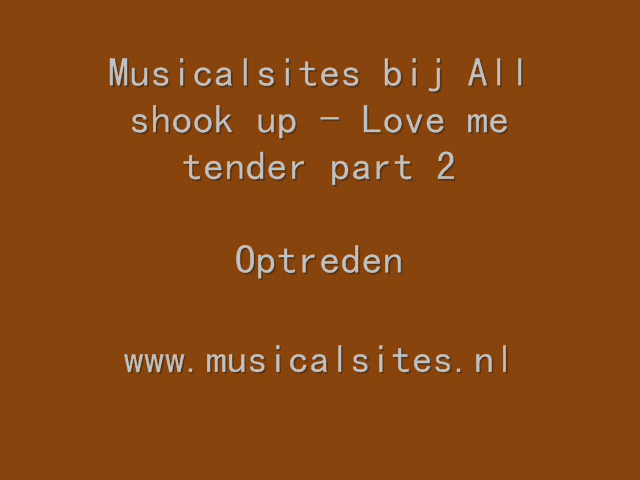 Musicalsites bij All
shook up - Love me
tender part 2
Optreden
www.musicalsites.nl